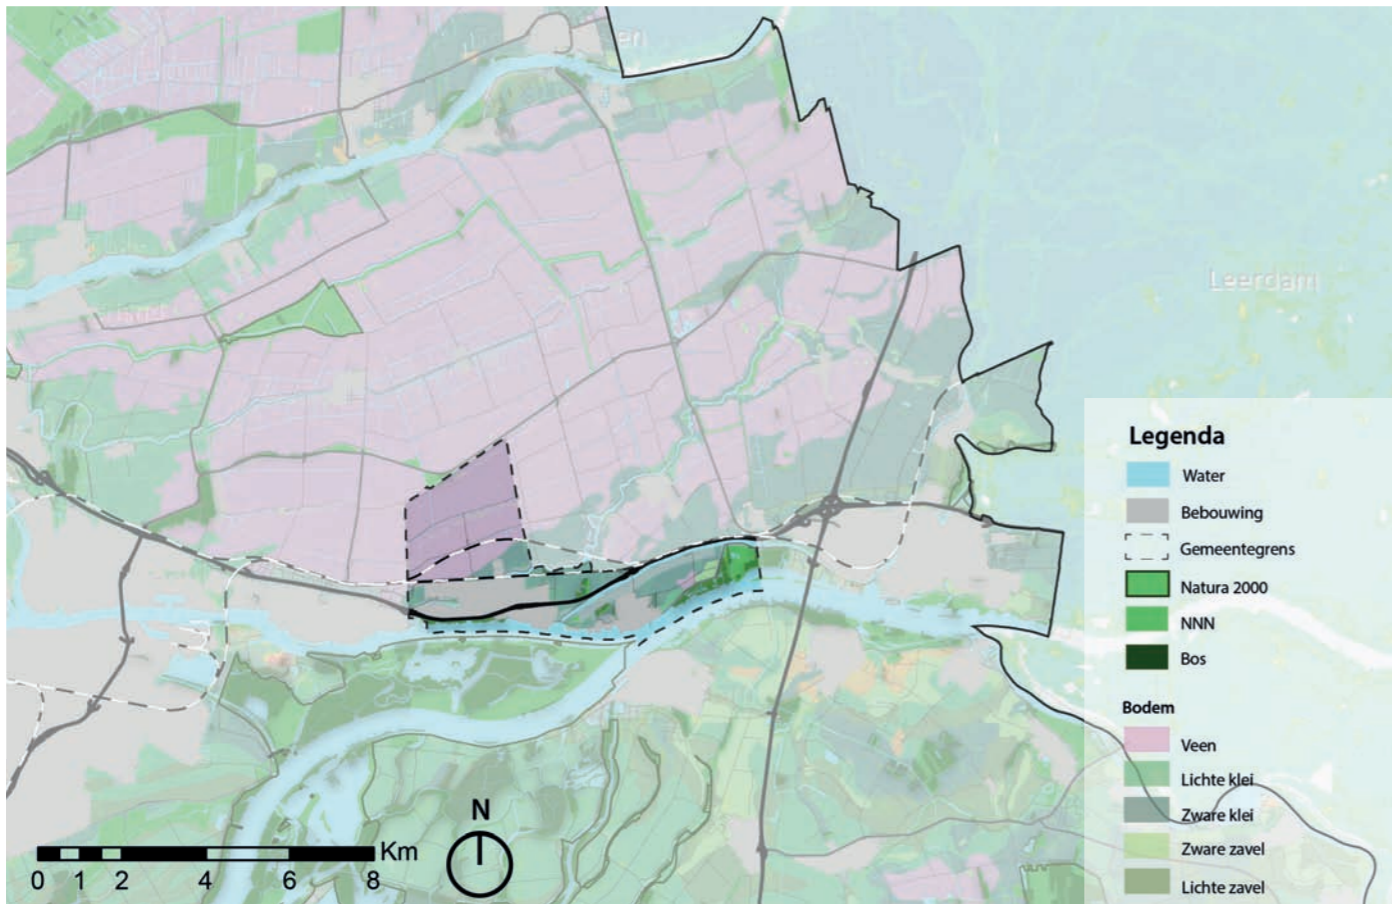 en
Leerdam
Legenda
Water
Bebouwing
Gemeentegrens
Natura 2000
NNN
Bos
Bodem
Veen
Lichte klei
Zware klei
Zware zavel
Lichte zavel
N
Km
0 1 2 4 6 8